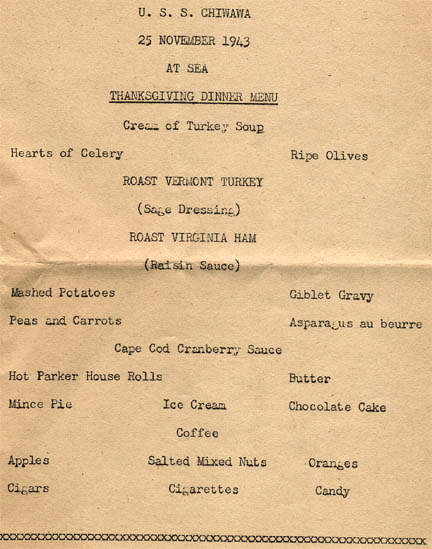 U. S. S. CHIWAWA
25 NOVEMBER 1943
AT SEA
THANKSGIVING DINNER MENU
Cream of Turkey Soup
Hearts of Celery Ripe Olives
ROAST VERMONT TURKEY
(Sage Dressing)
ROAST VIRGINIA HAM
(Raisin Sauce)
Mashed Potatoes Giblet Gravy
Peas and Carrots Asparagus au beurre
Cape Cod Cranberry Sauce
Hot Parker House Rolls Butter
Mince Pie Ice Cream Chocolate Cake
Coffee
Apples Salted Mixed Nuts Oranges
Cigars Cigarettes Candy
xxxxxxxxxxxxxxxxxxxxxxxxxxxxxxxxxxxxxxxxxxxxxxxxxxxxxxxxxxxx